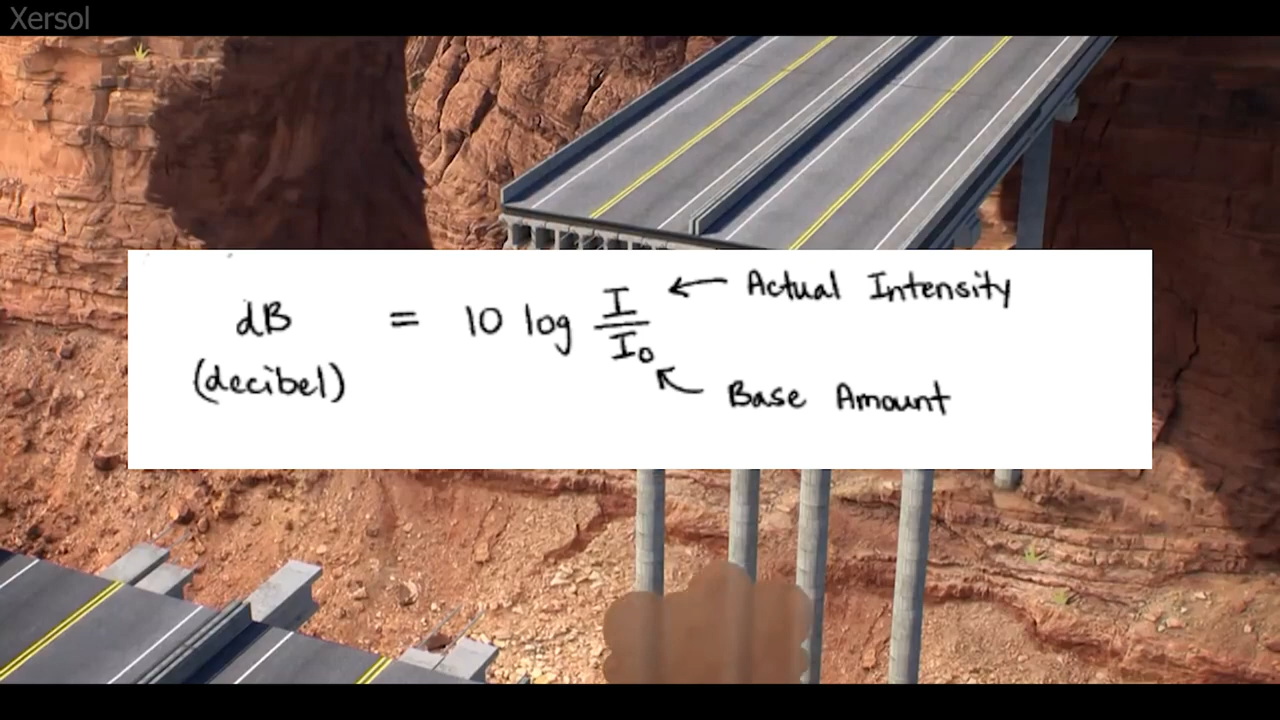 Xersol
dB = 10 log I/I₀ ← Actual Intensity
(decibel)
↖ Base Amount